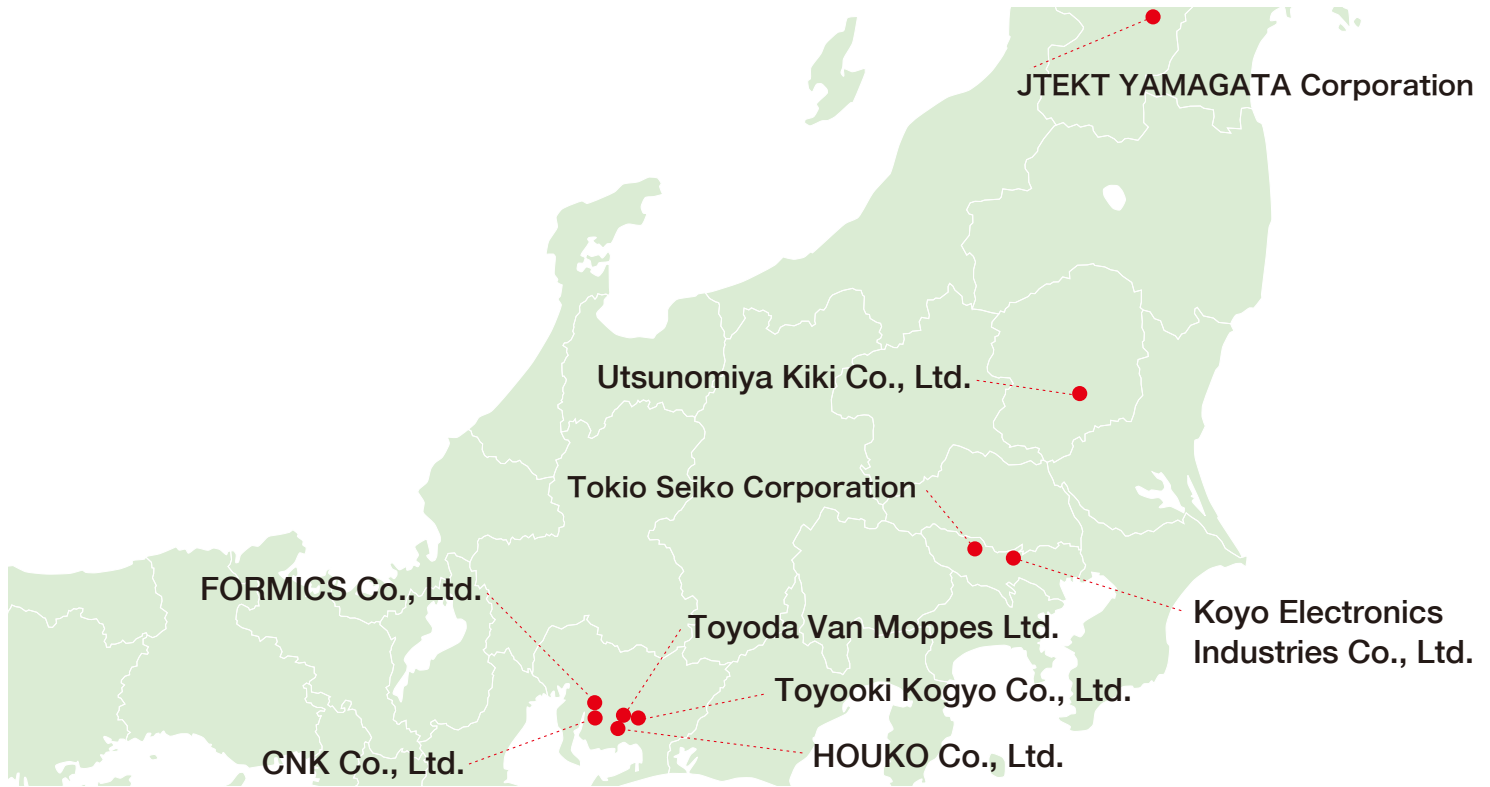 JTEKT YAMAGATA Corporation
Utsunomiya Kiki Co., Ltd.
Tokio Seiko Corporation
FORMICS Co., Ltd.
Koyo Electronics
Industries Co., Ltd.
Toyoda Van Moppes Ltd.
Toyooki Kogyo Co., Ltd.
HOUKO Co., Ltd.
CNK Co., Ltd.